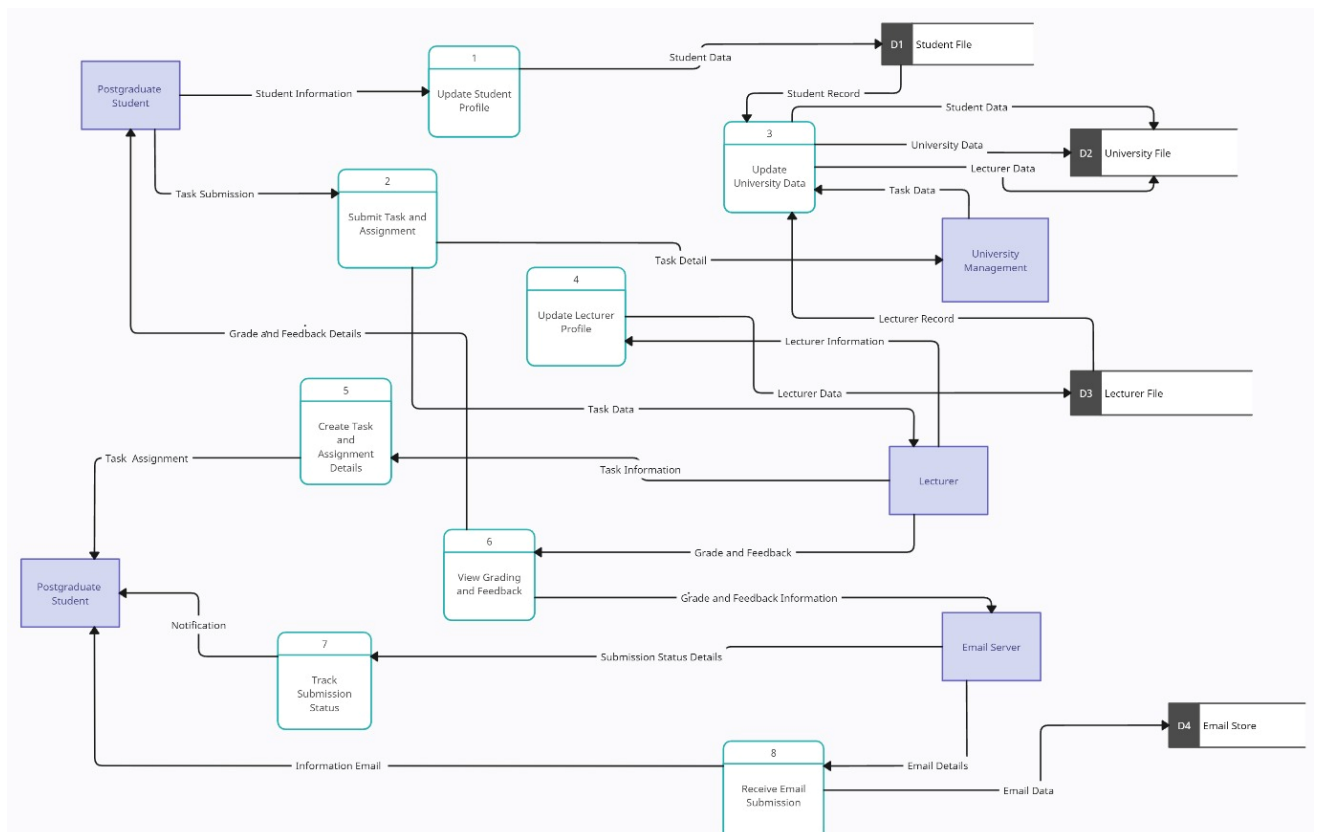 1
Update Student
Profile
Student Data
D1
Student File
Postgraduate
Student
Student Information
Student Record
Student Data
3
Update
University Data
University Data
D2
University File
Lecturer Data
Task Data
2
Submit Task and
Assignment
Task Submission
Task Detail
University
Management
4
Update Lecturer
Profile
Lecturer Record
Grade and Feedback Details
Lecturer Information
5
Create Task
and
Assignment
Details
Lecturer Data
D3
Lecturer File
Task Data
Task Assignment
Task Information
Lecturer
6
View Grading
and Feedback
Grade and Feedback
Postgraduate
Student
Grade and Feedback Information
Notification
7
Track
Submission
Status
Submission Status Details
Email Server
D4
Email Store
8
Receive Email
Submission
Information Email
Email Details
Email Data